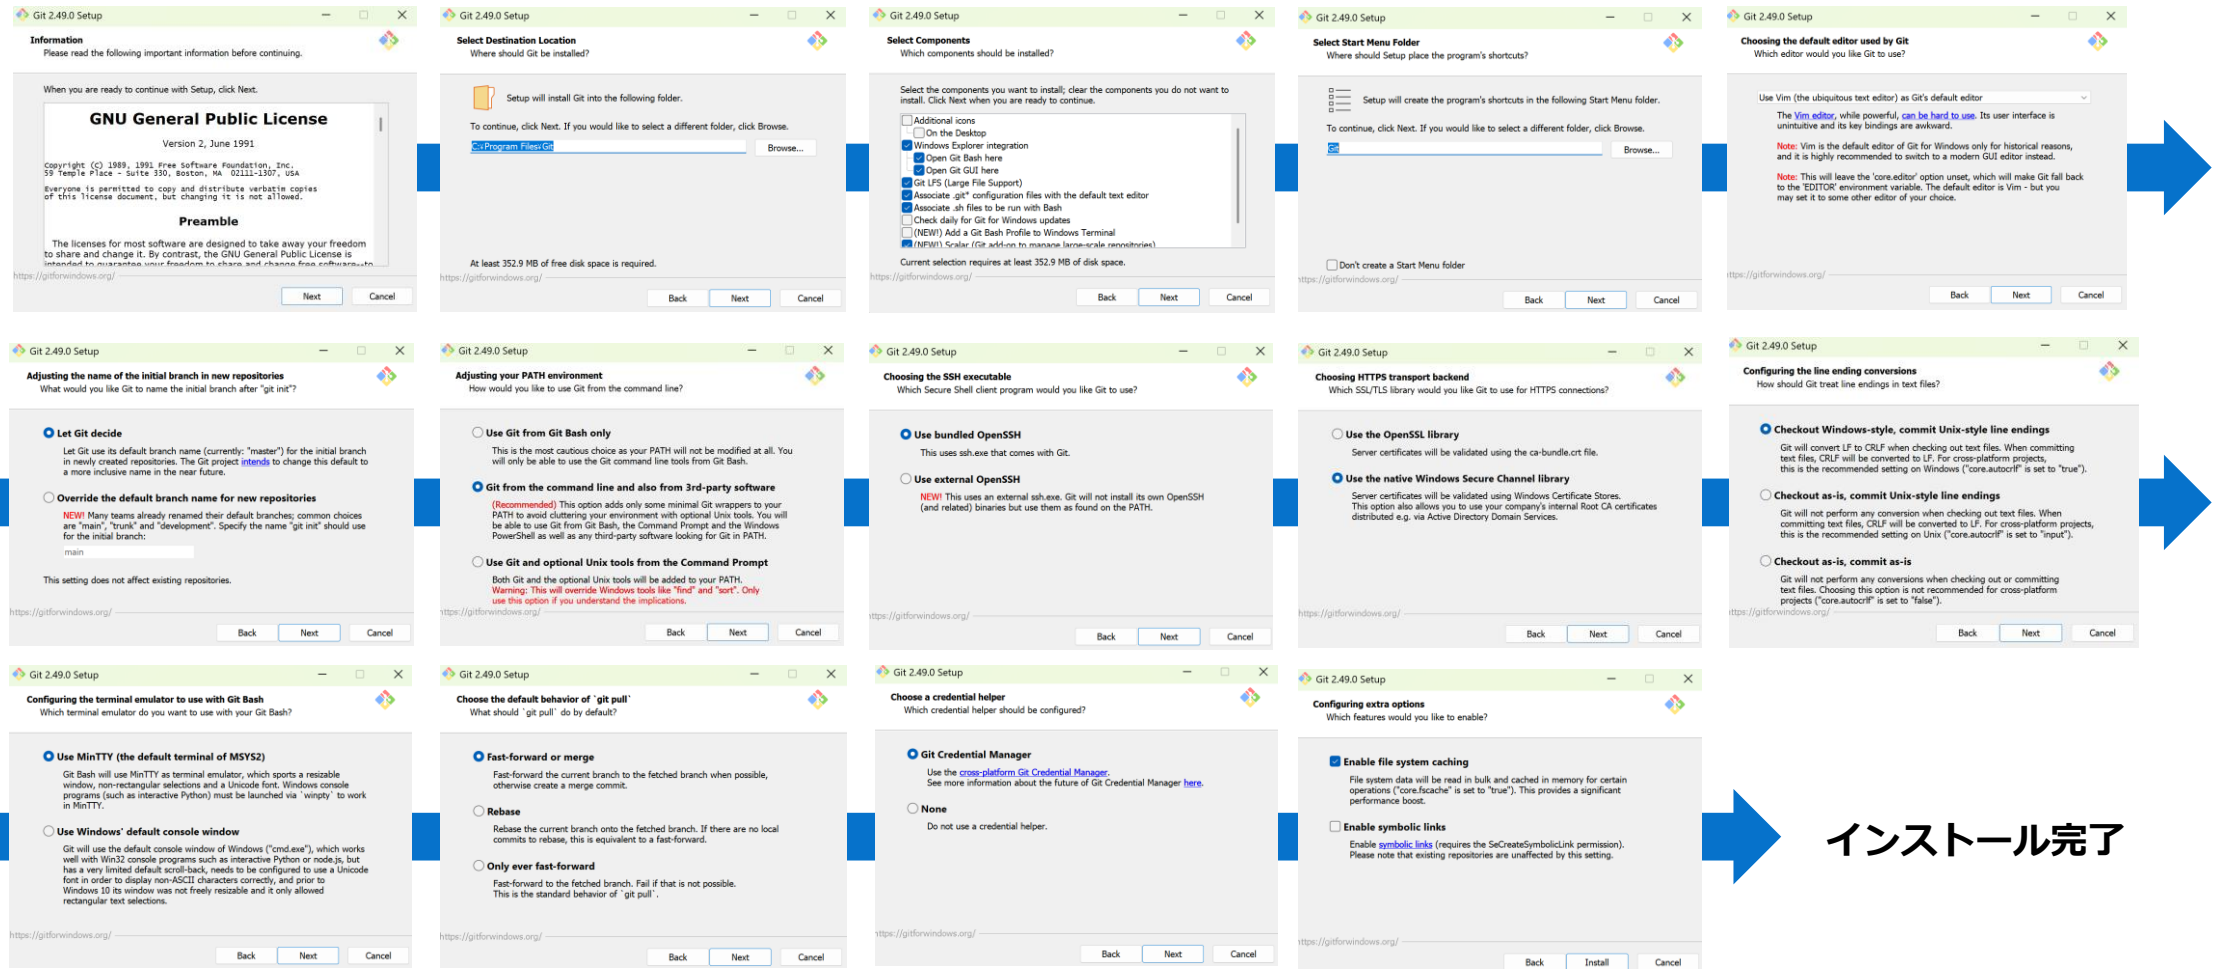 Git 2.49.0 Setup
Information
Please read the following important information before continuing.
When you are ready to continue with Setup, click Next.
GNU General Public License
Version 2, June 1991
Copyright (C) 1989, 1991 Free Software Foundation, Inc.
59 Temple Place - Suite 330, Boston, MA  02111-1307, USA
Everyone is permitted to copy and distribute verbatim copies
of this license document, but changing it is not allowed.
Preamble
The licenses for most software are designed to take away your freedom
to share and change it. By contrast, the GNU General Public License is
intended to guarantee your freedom to share and change free software--to
https://gitforwindows.org/
Next
Cancel
Git 2.49.0 Setup
Select Destination Location
Where should Git be installed?
Setup will install Git into the following folder.
To continue, click Next. If you would like to select a different folder, click Browse.
C:¥Program Files¥Git
Browse...
At least 352.9 MB of free disk space is required.
https://gitforwindows.org/
Back
Next
Cancel
Git 2.49.0 Setup
Select Components
Which components should be installed?
Select the components you want to install; clear the components you do not want to
install. Click Next when you are ready to continue.
Additional icons
On the Desktop
Windows Explorer integration
Open Git Bash here
Open Git GUI here
Git LFS (Large File Support)
Associate .git* configuration files with the default text editor
Associate .sh files to be run with Bash
Check daily for Git for Windows updates
(NEW!) Add a Git Bash Profile to Windows Terminal
(NEW!) Scalar (Git add-on to manage large-scale repositories)
Current selection requires at least 352.9 MB of disk space.
https://gitforwindows.org/
Back
Next
Cancel
Git 2.49.0 Setup
Select Start Menu Folder
Where should Setup place the program's shortcuts?
Setup will create the program's shortcuts in the following Start Menu folder.
To continue, click Next. If you would like to select a different folder, click Browse.
Git
Browse...
Don't create a Start Menu folder
https://gitforwindows.org/
Back
Next
Cancel
Git 2.49.0 Setup
Choosing the default editor used by Git
Which editor would you like Git to use?
Use Vim (the ubiquitous text editor) as Git's default editor
The Vim editor, while powerful, can be hard to use. Its user interface is
unintuitive and its key bindings are awkward.
Note: Vim is the default editor of Git for Windows only for historical reasons,
and it is highly recommended to switch to a modern GUI editor instead.
Note: This will leave the 'core.editor' option unset, which will make Git fall back
to the 'EDITOR' environment variable. The default editor is Vim - but you
may set it to some other editor of your choice.
https://gitforwindows.org/
Back
Next
Cancel
Git 2.49.0 Setup
Adjusting the name of the initial branch in new repositories
What would you like Git to name the initial branch after "git init"?
Let Git decide
Let Git use its default branch name (currently: "master") for the initial branch
in newly created repositories. The Git project intends to change this default to
a more inclusive name in the near future.
Override the default branch name for new repositories
NEW! Many teams already renamed their default branches; common choices
are "main", "trunk" and "development". Specify the name "git init" should use
for the initial branch:
main
This setting does not affect existing repositories.
https://gitforwindows.org/
Back
Next
Cancel
Git 2.49.0 Setup
Adjusting your PATH environment
How would you like to use Git from the command line?
Use Git from Git Bash only
This is the most cautious choice as your PATH will not be modified at all. You
will only be able to use the Git command line tools from Git Bash.
Git from the command line and also from 3rd-party software
(Recommended) This option adds only some minimal Git wrappers to your
PATH to avoid cluttering your environment with optional Unix tools. You will
be able to use Git from Git Bash, the Command Prompt and the Windows
PowerShell as well as any third-party software looking for Git in PATH.
Use Git and optional Unix tools from the Command Prompt
Both Git and the optional Unix tools will be added to your PATH.
Warning: This will override Windows tools like "find" and "sort". Only
use this option if you understand the implications.
https://gitforwindows.org/
Back
Next
Cancel
Git 2.49.0 Setup
Choosing the SSH executable
Which Secure Shell client program would you like Git to use?
Use bundled OpenSSH
This uses ssh.exe that comes with Git.
Use external OpenSSH
NEW! This uses an external ssh.exe. Git will not install its own OpenSSH
(and related) binaries but use them as found on the PATH.
https://gitforwindows.org/
Back
Next
Cancel
Git 2.49.0 Setup
Choosing HTTPS transport backend
Which SSL/TLS library would you like Git to use for HTTPS connections?
Use the OpenSSL library
Server certificates will be validated using the ca-bundle.crt file.
Use the native Windows Secure Channel library
Server certificates will be validated using Windows Certificate Stores.
This option also allows you to use your company's internal Root CA certificates
distributed e.g. via Active Directory Domain Services.
https://gitforwindows.org/
Back
Next
Cancel
Git 2.49.0 Setup
Configuring the line ending conversions
How should Git treat line endings in text files?
Checkout Windows-style, commit Unix-style line endings
Git will convert LF to CRLF when checking out text files. When committing
text files, CRLF will be converted to LF. For cross-platform projects,
this is the recommended setting on Windows ("core.autocrlf" is set to "true").
Checkout as-is, commit Unix-style line endings
Git will not perform any conversion when checking out text files. When
committing text files, CRLF will be converted to LF. For cross-platform projects,
this is the recommended setting on Unix ("core.autocrlf" is set to "input").
Checkout as-is, commit as-is
Git will not perform any conversions when checking out or committing
text files. Choosing this option is not recommended for cross-platform
projects ("core.autocrlf" is set to "false").
https://gitforwindows.org/
Back
Next
Cancel
Git 2.49.0 Setup
Configuring the terminal emulator to use with Git Bash
Which terminal emulator do you want to use with your Git Bash?
Use MinTTY (the default terminal of MSYS2)
Git Bash will use MinTTY as terminal emulator, which sports a resizable
window, non-rectangular selections and a Unicode font. Windows console
programs (such as interactive Python) must be launched via `winpty` to work
in MinTTY.
Use Windows' default console window
Git will use the default console window of Windows ("cmd.exe"), which works
well with Win32 console programs such as interactive Python or node.js, but
has a very limited default scroll-back, needs to be configured to use a Unicode
font in order to display non-ASCII characters correctly, and prior to
Windows 10 its window was not freely resizable and it only allowed
rectangular text selections.
https://gitforwindows.org/
Back
Next
Cancel
Git 2.49.0 Setup
Choose the default behavior of `git pull`
What should `git pull` do by default?
Fast-forward or merge
Fast-forward the current branch to the fetched branch when possible,
otherwise create a merge commit.
Rebase
Rebase the current branch onto the fetched branch. If there are no local
commits to rebase, this is equivalent to a fast-forward.
Only ever fast-forward
Fast-forward to the fetched branch. Fail if that is not possible.
This is the standard behavior of `git pull`.
https://gitforwindows.org/
Back
Next
Cancel
Git 2.49.0 Setup
Choose a credential helper
Which credential helper should be configured?
Git Credential Manager
Use the cross-platform Git Credential Manager.
See more information about the future of Git Credential Manager here.
None
Do not use a credential helper.
https://gitforwindows.org/
Back
Next
Cancel
Git 2.49.0 Setup
Configuring extra options
Which features would you like to enable?
Enable file system caching
File system data will be read in bulk and cached in memory for certain
operations ("core.fscache" is set to "true"). This provides a significant
performance boost.
Enable symbolic links
Enable symbolic links (requires the SeCreateSymbolicLink permission).
Please note that existing repositories are unaffected by this setting.
https://gitforwindows.org/
Back
Install
Cancel
インストール完了